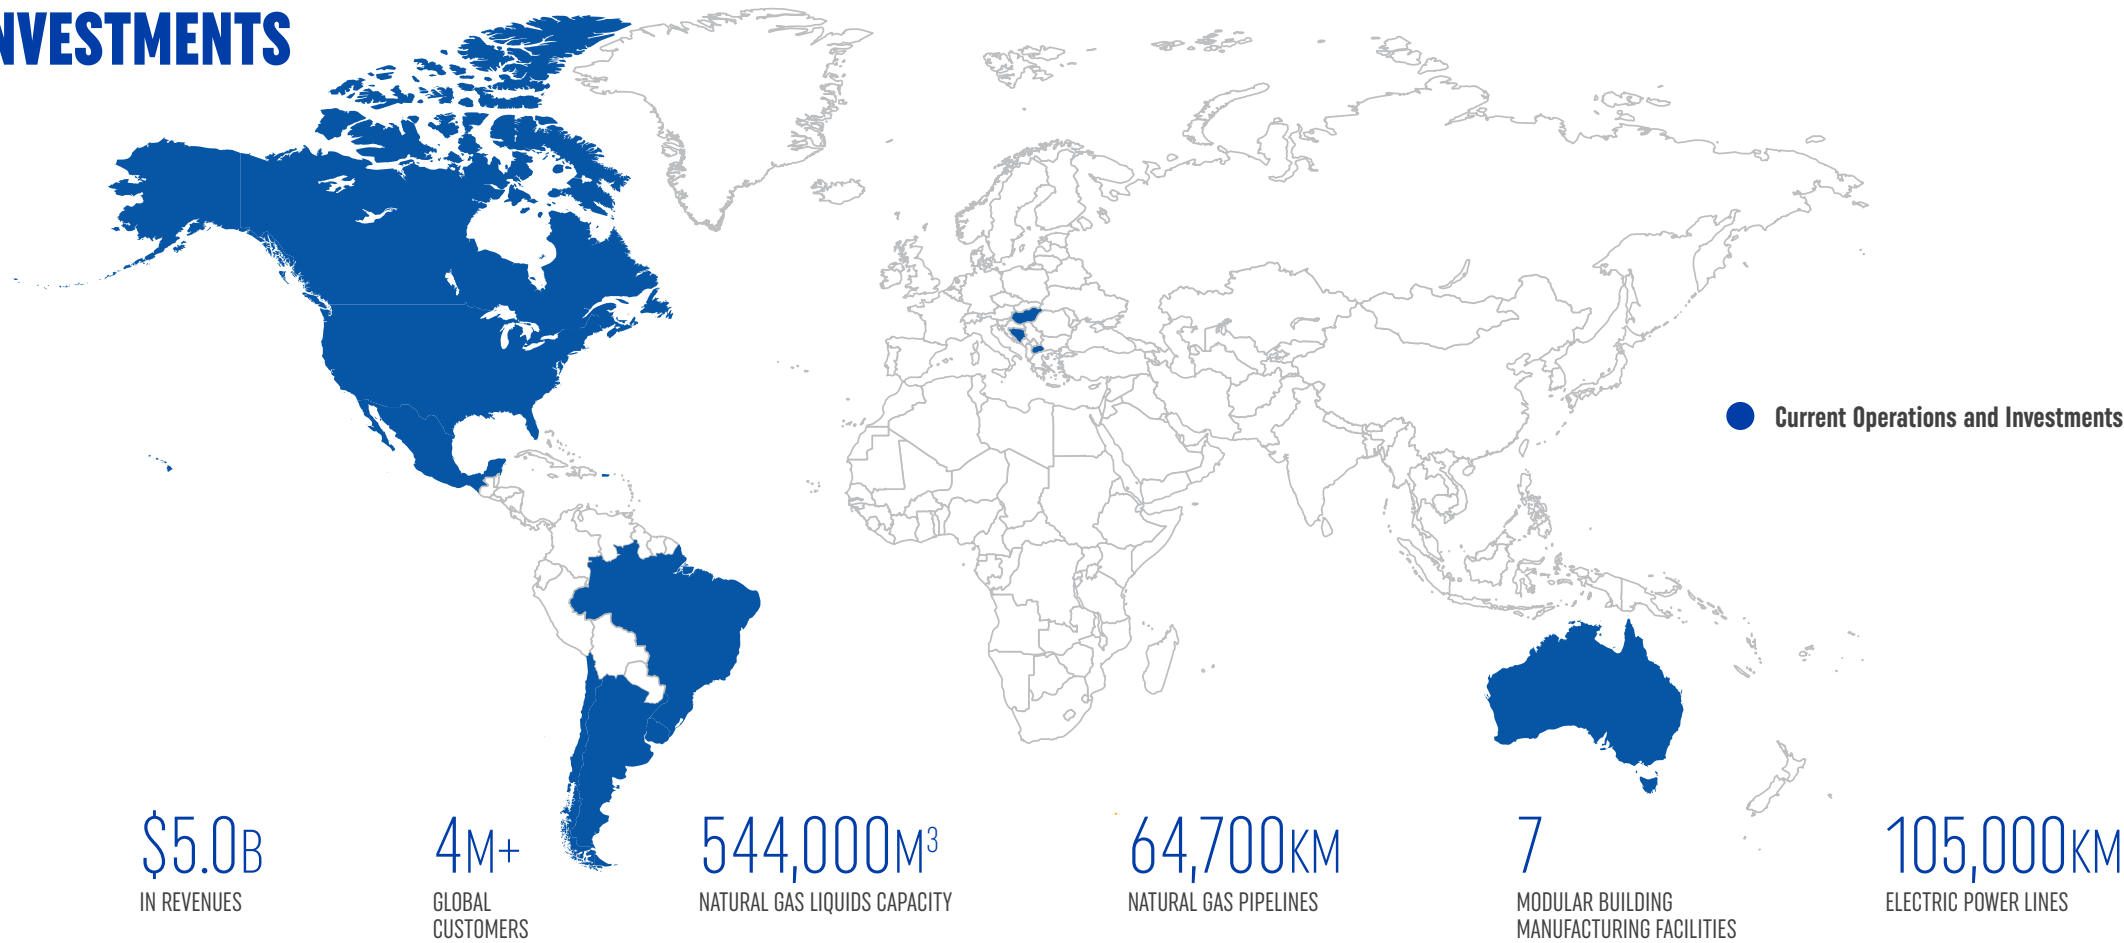 NVESTMENTS
Current Operations and Investments
$5.0B
IN REVENUES
4M+
GLOBAL
CUSTOMERS
544,000M³
NATURAL GAS LIQUIDS CAPACITY
64,700KM
NATURAL GAS PIPELINES
7
MODULAR BUILDING
MANUFACTURING FACILITIES
105,000KM
ELECTRIC POWER LINES